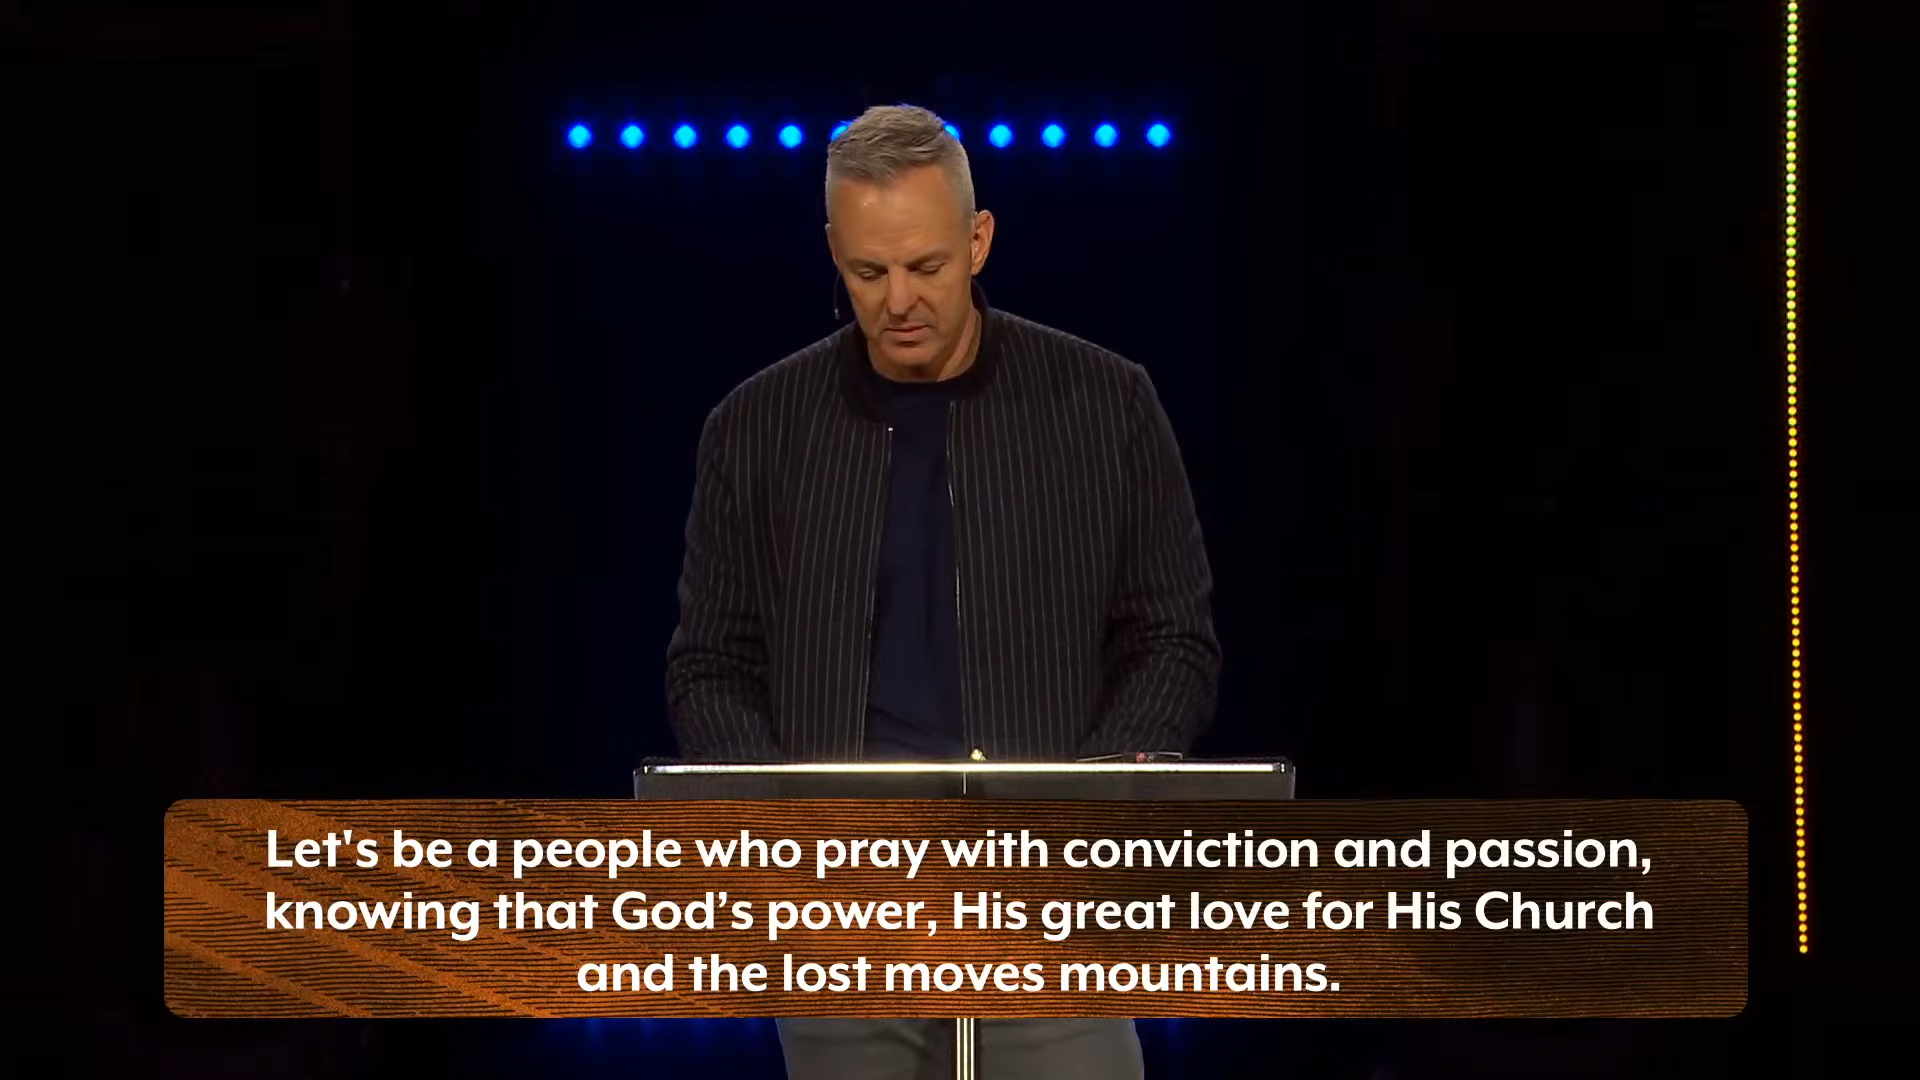 Let's be a people who pray with conviction and passion,
knowing that God’s power, His great love for His Church
and the lost moves mountains.